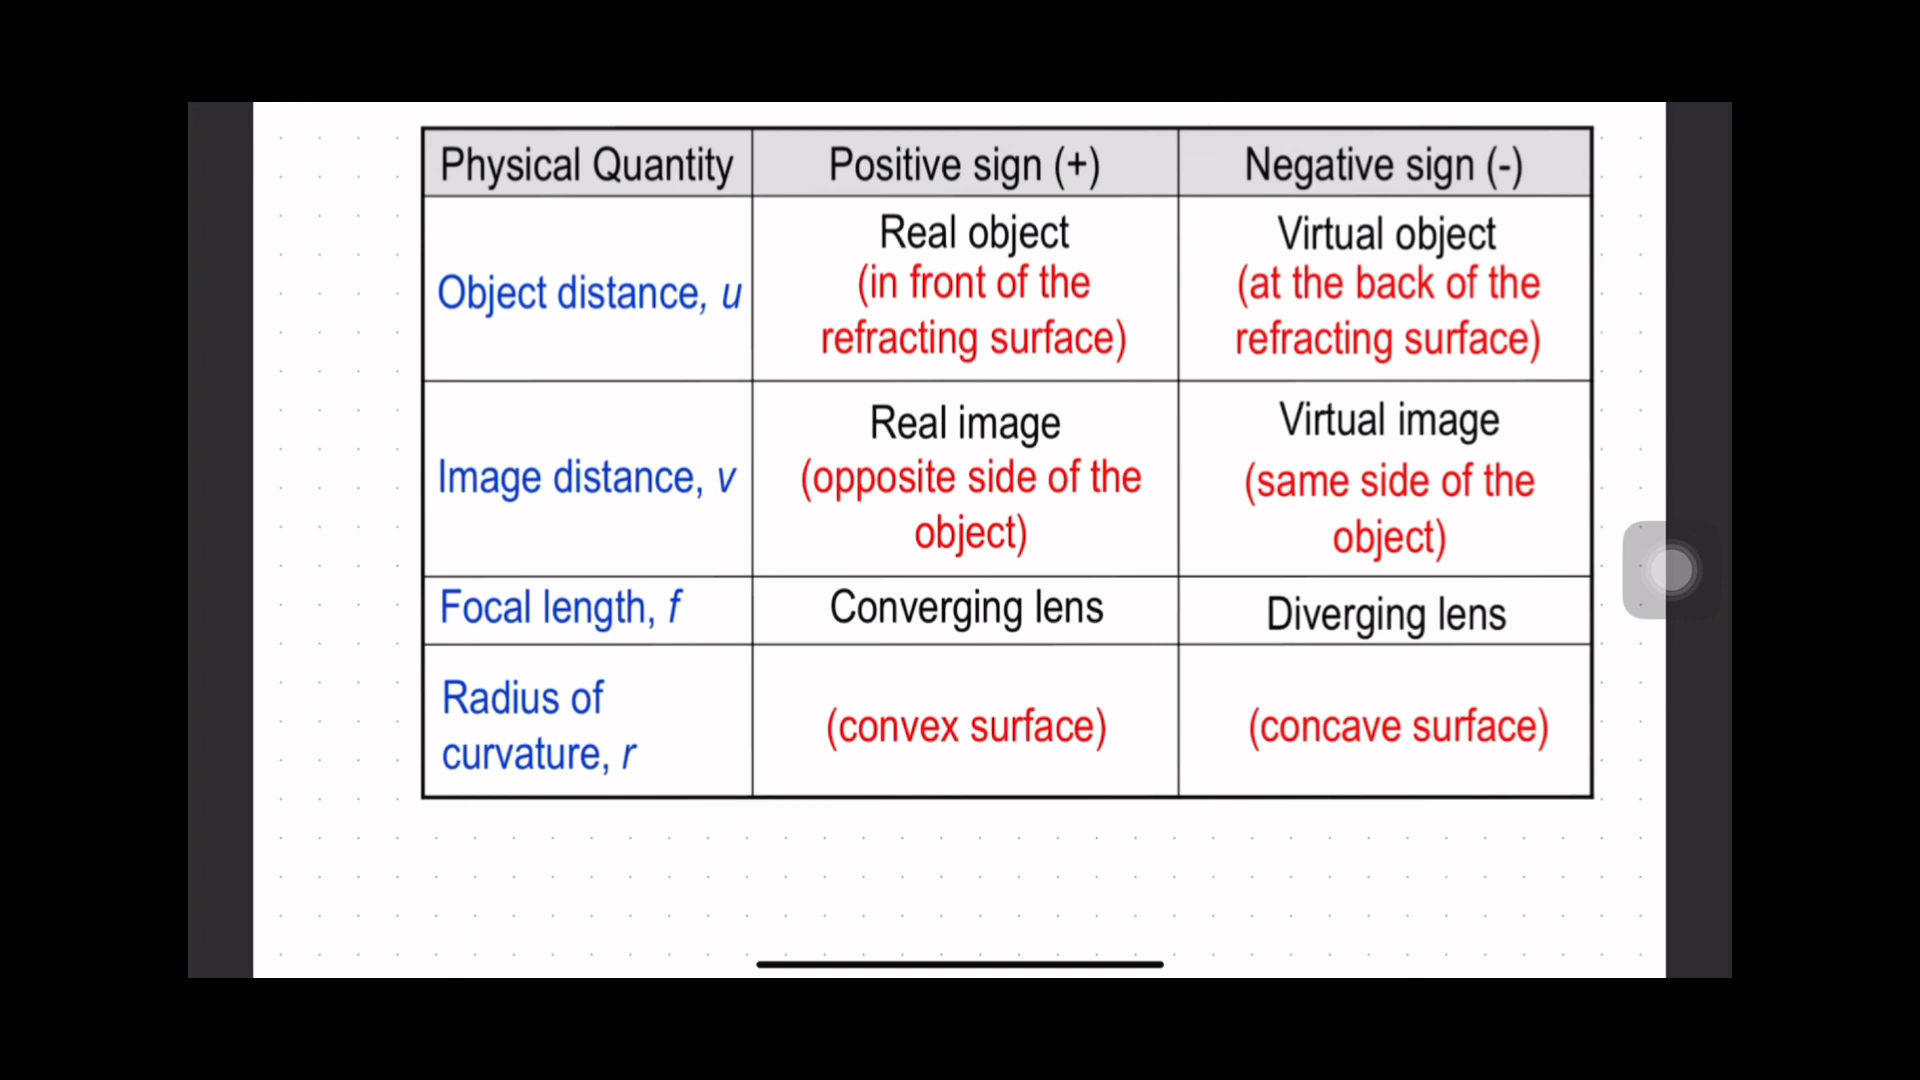 Physical Quantity
Positive sign (+)
Negative sign (-)
Object distance, u
Real object
(in front of the
refracting surface)
Virtual object
(at the back of the
refracting surface)
Image distance, v
Real image
(opposite side of the
object)
Virtual image
(same side of the
object)
Focal length, f
Converging lens
Diverging lens
Radius of
curvature, r
(convex surface)
(concave surface)